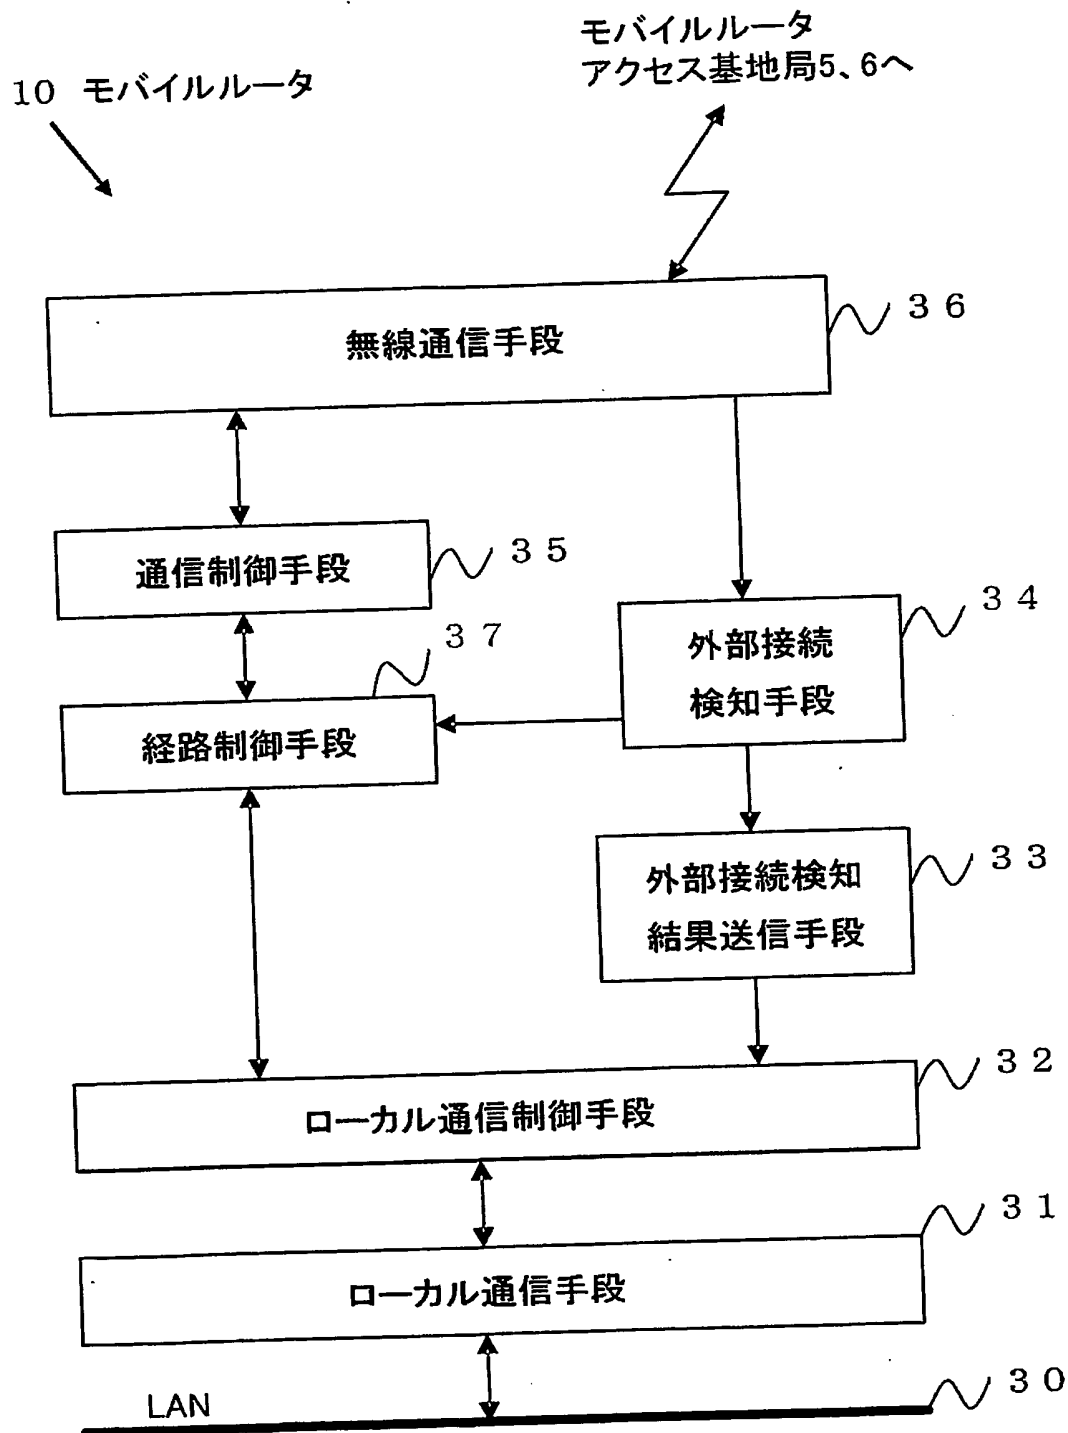 モバイルルータ
アクセス基地局5、6へ
10 モバイルルータ
36
無線通信手段
35
通信制御手段
34
外部接続
検知手段
37
経路制御手段
33
外部接続検知
結果送信手段
32
ローカル通信制御手段
31
ローカル通信手段
30
LAN